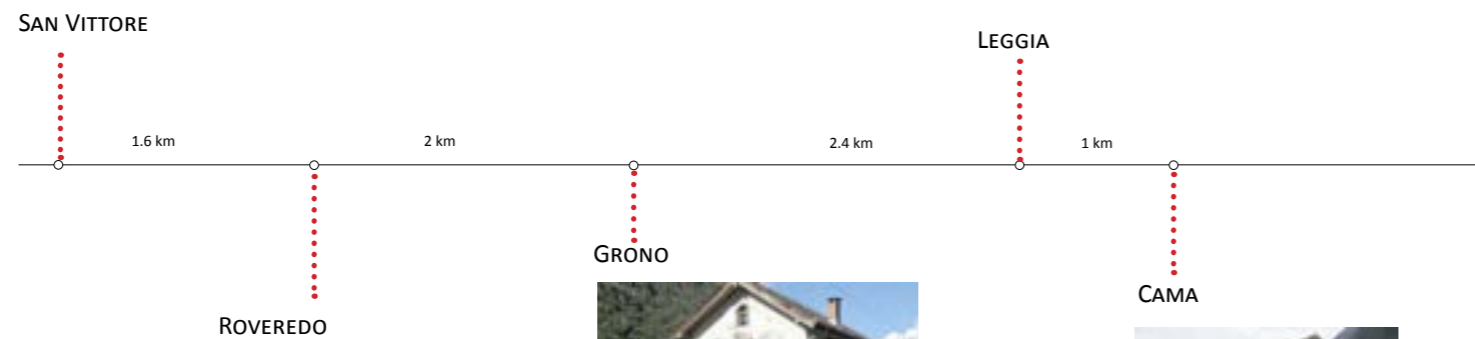 San Vittore
Leggia
1.6 km
2 km
2.4 km
1 km
Grono
Cama
Roveredo